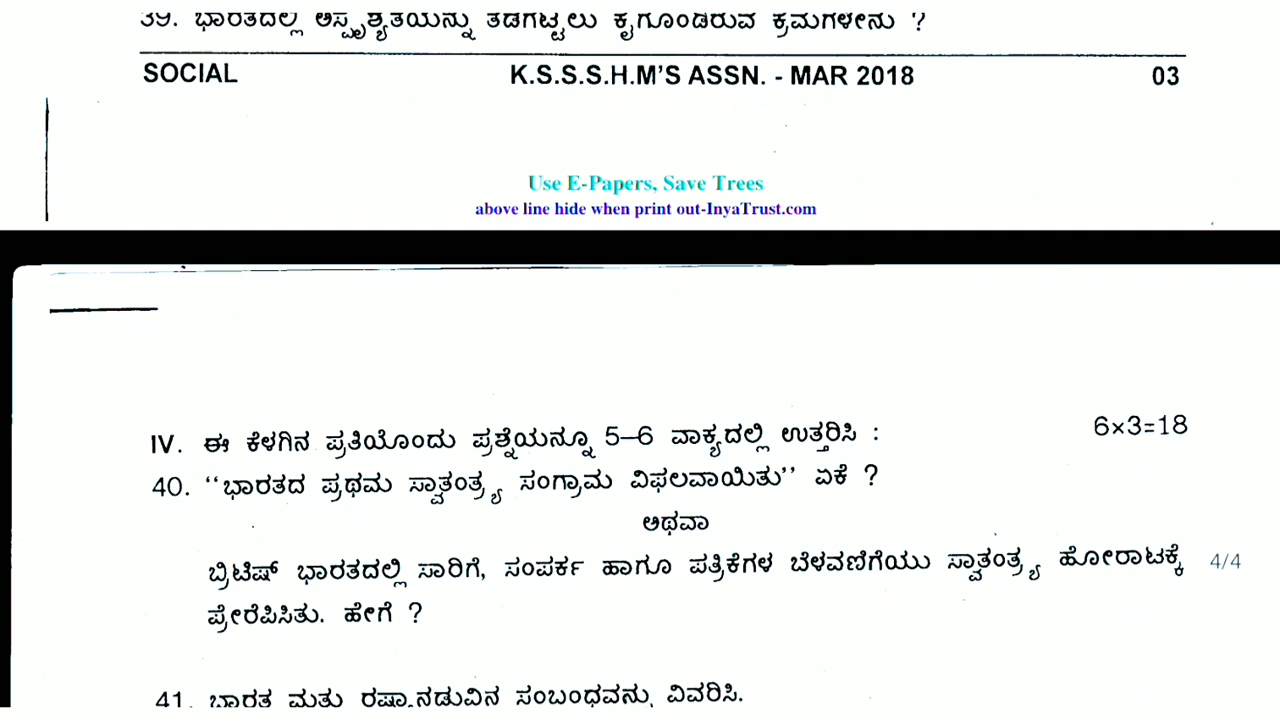 39. ಭಾರತದಲ್ಲಿ ಅಸ್ಪೃಶ್ಯತೆಯನ್ನು ತಡೆಗಟ್ಟಲು ಕೈಗೊಂಡಿರುವ ಕ್ರಮಗಳೇನು ?
SOCIAL K.S.S.S.H.M'S ASSN. - MAR 2018 03
Use E-Papers, Save Trees
above line hide when print out-InyaTrust.com
IV. ಈ ಕೆಳಗಿನ ಪ್ರತಿಯೊಂದು ಪ್ರಶ್ನೆಯನ್ನೂ 5–6 ವಾಕ್ಯದಲ್ಲಿ ಉತ್ತರಿಸಿ : 6×3=18
40. “ಭಾರತದ ಪ್ರಥಮ ಸ್ವಾತಂತ್ರ್ಯ ಸಂಗ್ರಾಮ ವಿಫಲವಾಯಿತು” ಏಕೆ ?
ಅಥವಾ
ಬ್ರಿಟಿಷ್ ಭಾರತದಲ್ಲಿ ಸಾರಿಗೆ, ಸಂಪರ್ಕ ಹಾಗೂ ಪತ್ರಿಕೆಗಳ ಬೆಳವಣಿಗೆಯು ಸ್ವಾತಂತ್ರ್ಯ ಹೋರಾಟಕ್ಕೆ 4/4
ಪ್ರೇರೆಪಿಸಿತು. ಹೇಗೆ ?
41. ಭಾರತ ಮತ್ತು ರಷ್ಯಾನಡುವಿನ ಸಂಬಂಧವನ್ನು ವಿವರಿಸಿ.